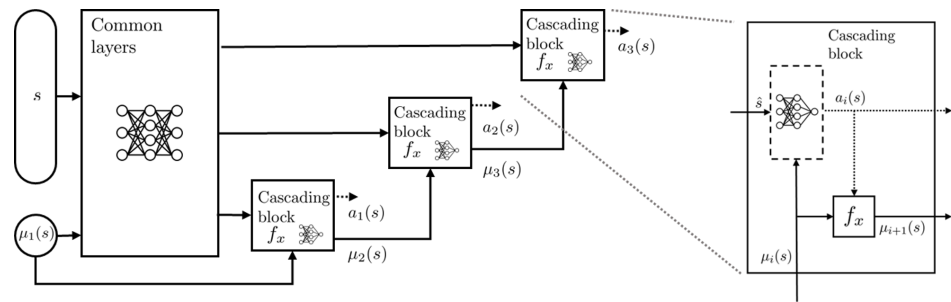 s
μ₁(s)
Common
layers
Cascading
block
fₓ
a₁(s)
μ₂(s)
Cascading
block
fₓ
a₂(s)
μ₃(s)
Cascading
block
fₓ
a₃(s)
Cascading
block
ŝ
aᵢ(s)
fₓ
μᵢ₊₁(s)
μᵢ(s)